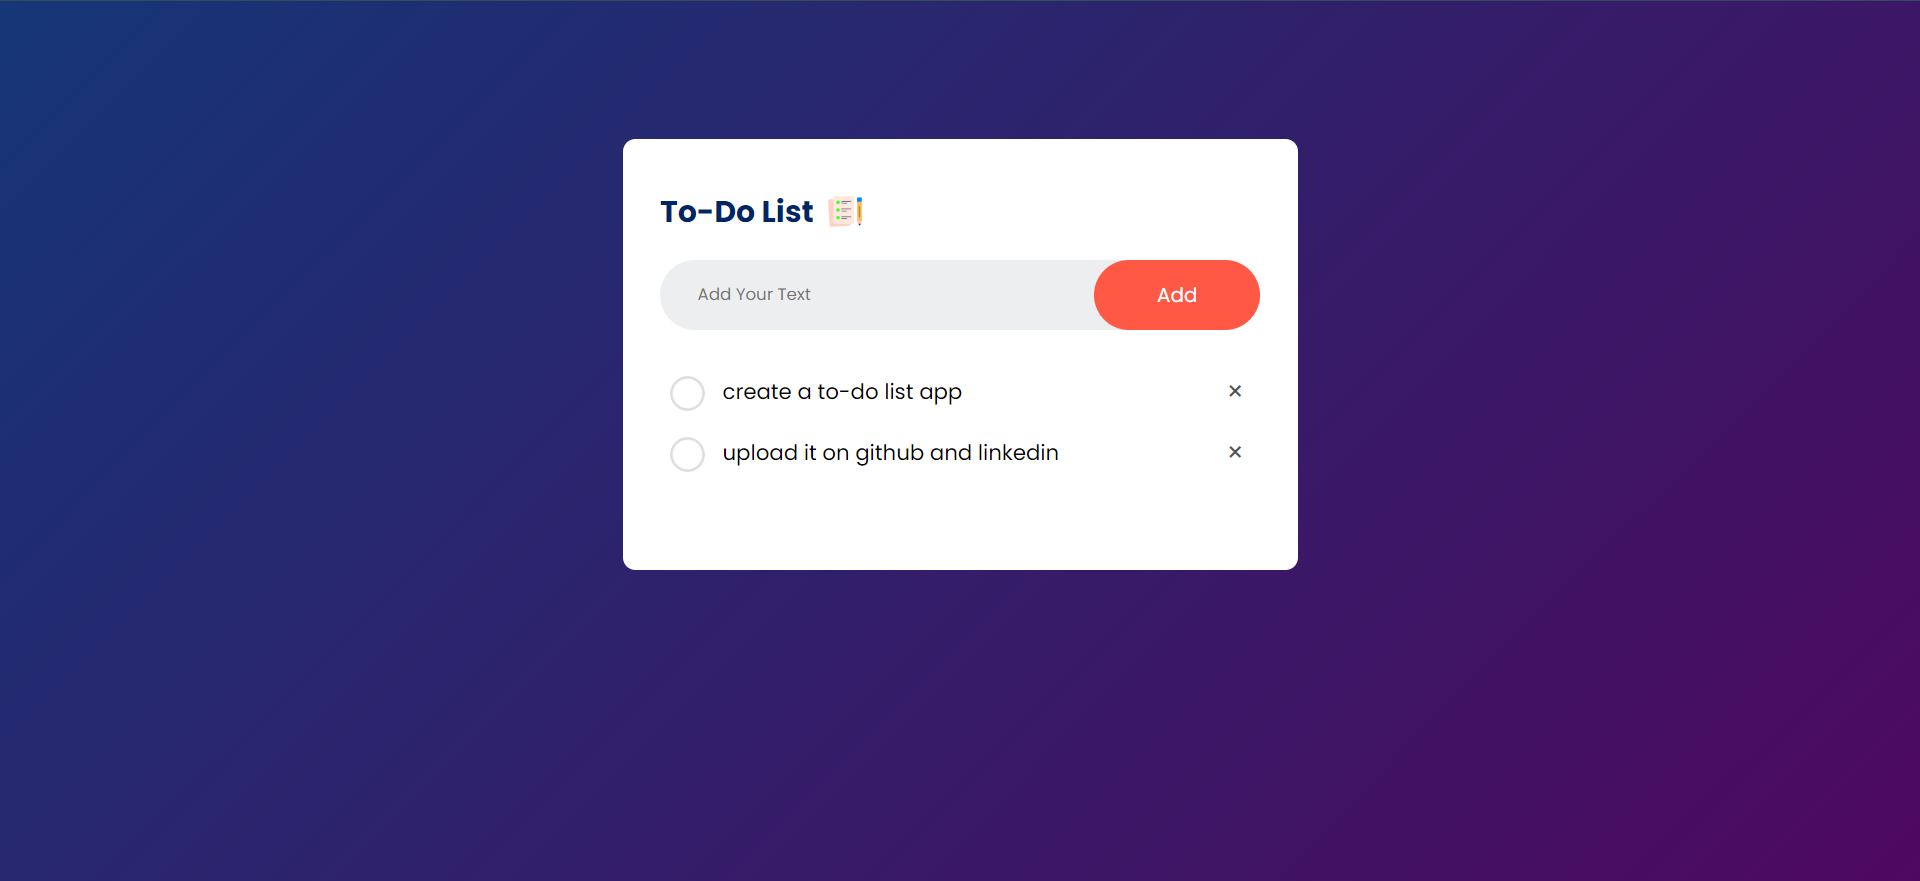 To-Do List
Add Your Text
Add
create a to-do list app
×
upload it on github and linkedin
×